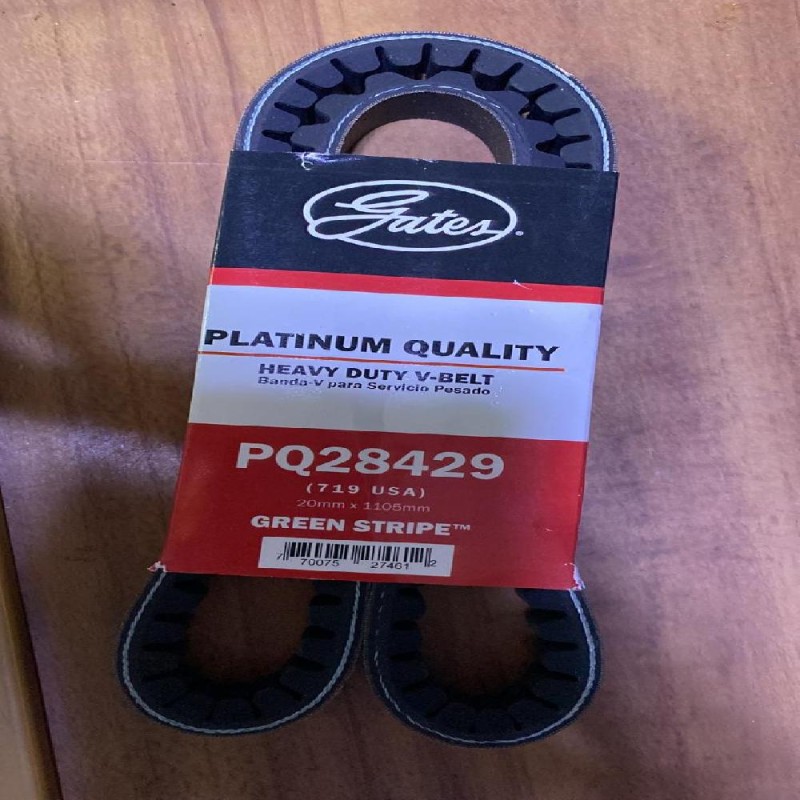 Gates
PLATINUM QUALITY
HEAVY DUTY V-BELT
Banda-V para Servicio Pesado
PQ28429
(719 USA)
20mm x 1105mm
GREEN STRIPE™
7 70075 27461 2